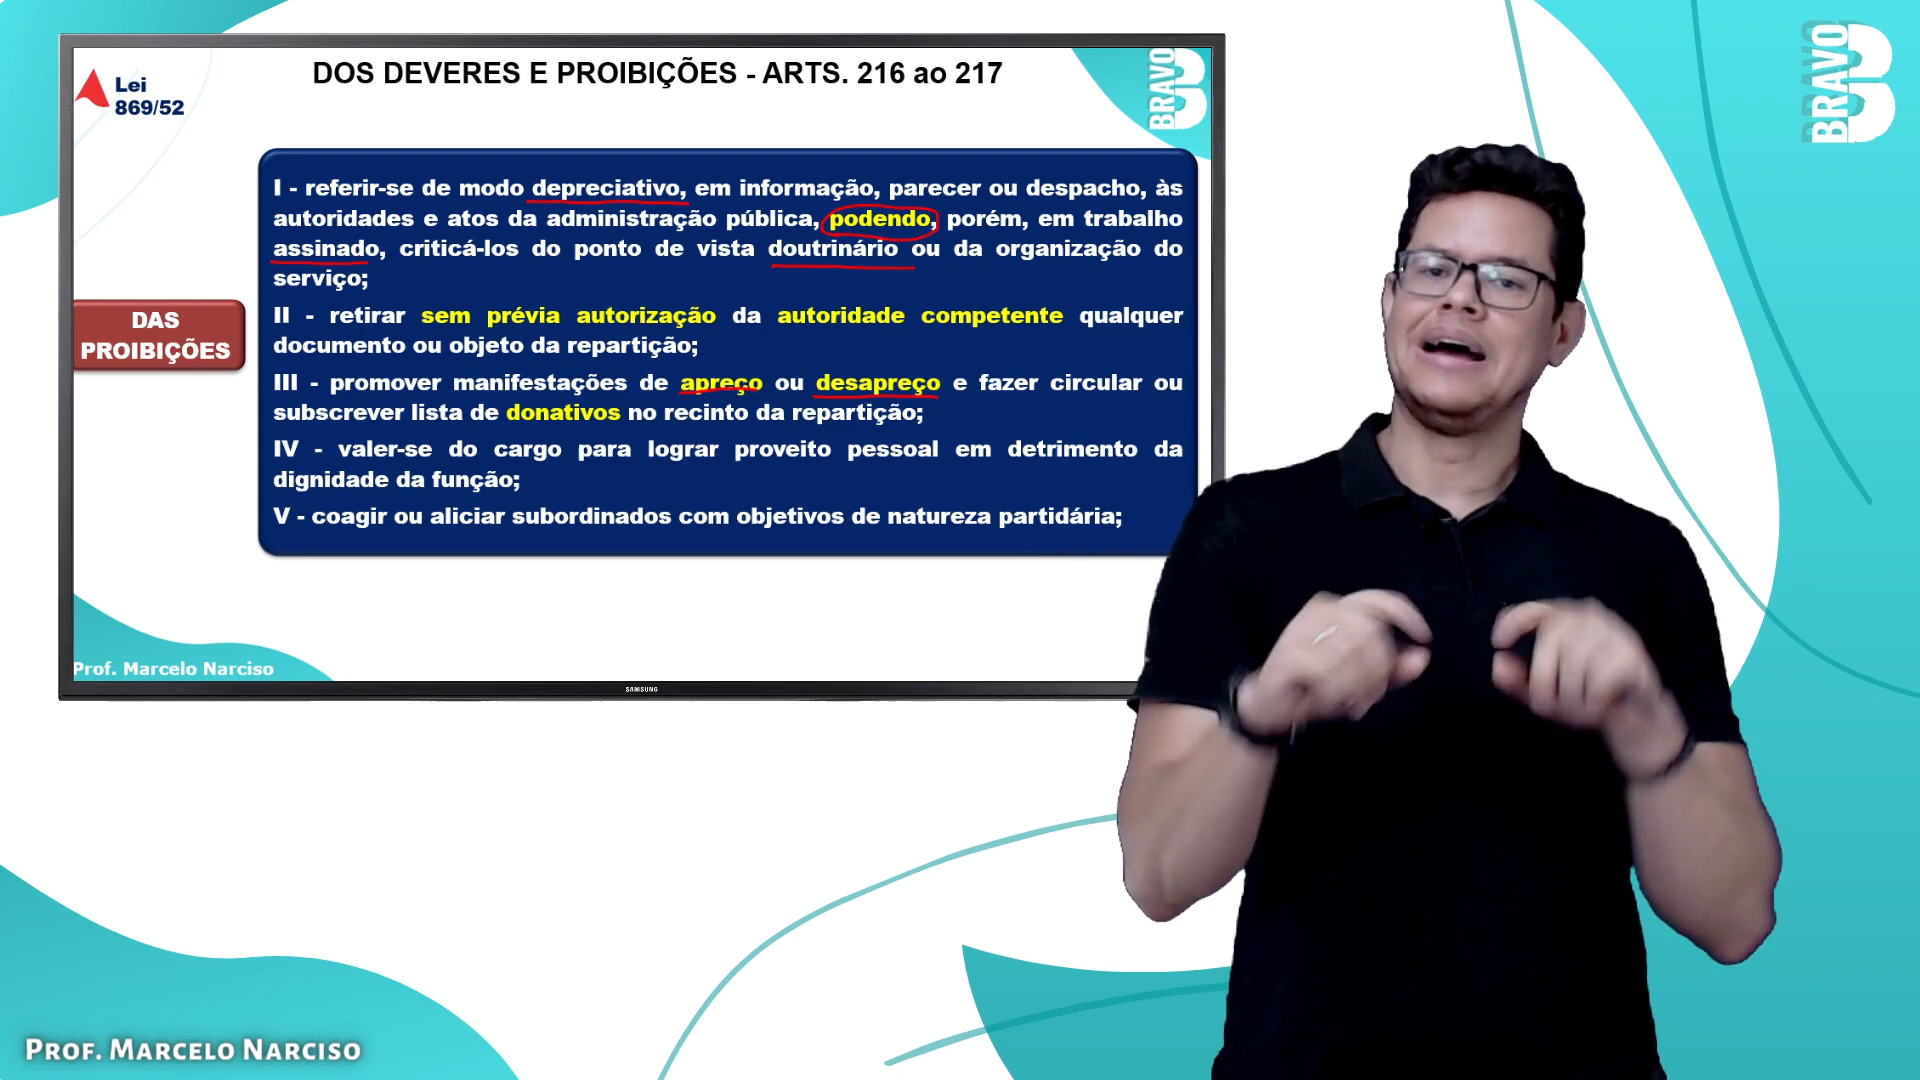 Lei
869/52
DOS DEVERES E PROIBIÇÕES - ARTS. 216 ao 217
BRAVO
BRAVO
DAS
PROIBIÇÕES
I - referir-se de modo depreciativo, em informação, parecer ou despacho, às
autoridades e atos da administração pública, podendo, porém, em trabalho
assinado, criticá-los do ponto de vista doutrinário ou da organização do
serviço;
II - retirar sem prévia autorização da autoridade competente qualquer
documento ou objeto da repartição;
III - promover manifestações de apreço ou desapreço e fazer circular ou
subscrever lista de donativos no recinto da repartição;
IV - valer-se do cargo para lograr proveito pessoal em detrimento da
dignidade da função;
V - coagir ou aliciar subordinados com objetivos de natureza partidária;
Prof. Marcelo Narciso
SAMSUNG
PROF. MARCELO NARCISO